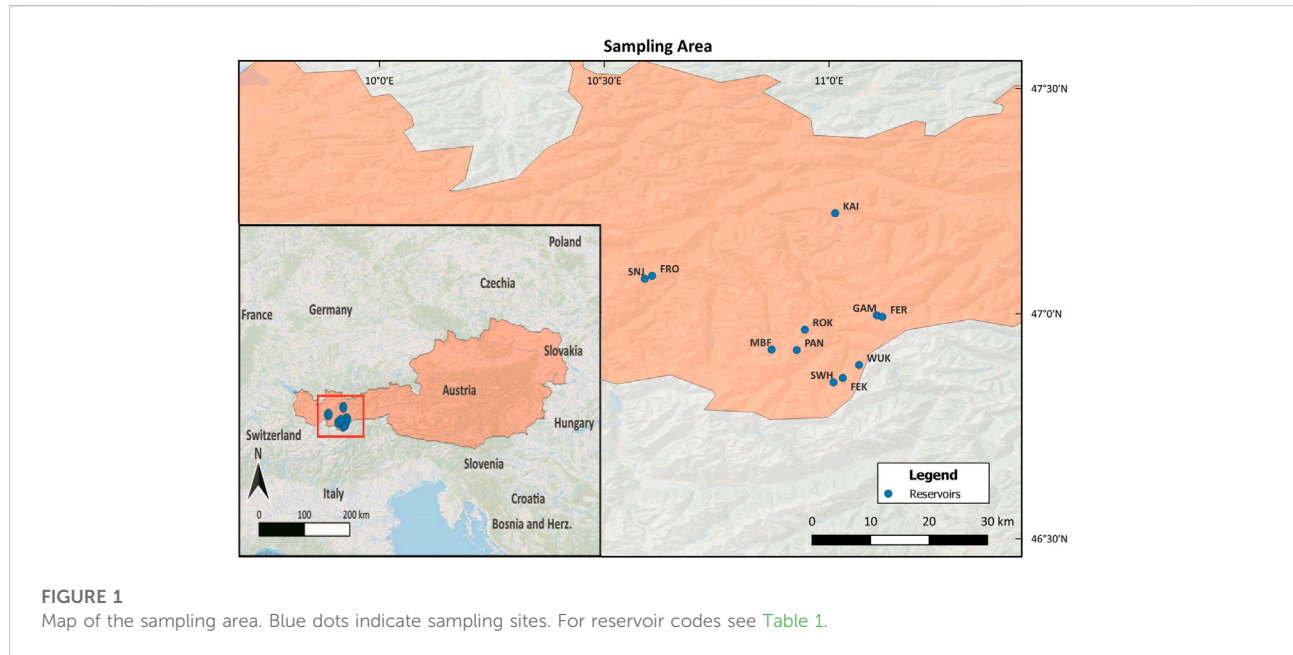 Sampling Area
10°0'E
10°30'E
11°0'E
47°30'N
KAI
SNJ
FRO
GAM
FER
47°0'N
ROK
MBF
PAN
WUK
SWH
FEK
Poland
Czechia
Germany
France
Slovakia
Austria
Hungary
Switzerland
Slovenia
N
Italy
Croatia
Bosnia and Herz.
0 100 200 km
Legend
Reservoirs
0 10 20 30 km
46°30'N
FIGURE 1
Map of the sampling area. Blue dots indicate sampling sites. For reservoir codes see Table 1.